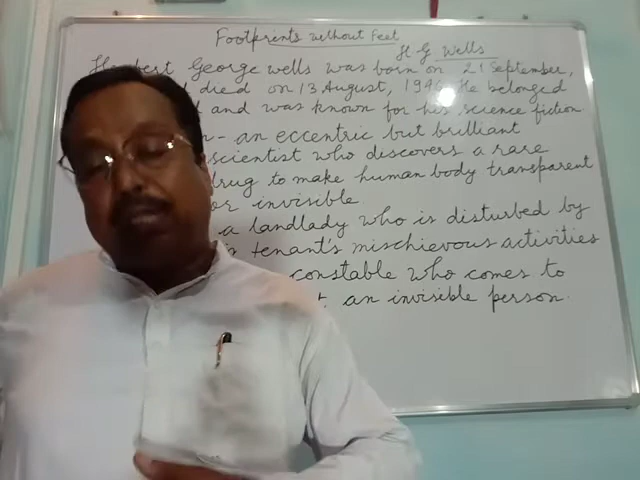 Footprints without Feet
H G Wells
Herbert George Wells was born on 21 September,
died on 13 August, 1946. He belonged
and was known for his science fiction
- an eccentric but brilliant
scientist who discovers a rare
drug to make human body transparent
or invisible.
a landlady who is disturbed by
tenant's mischievous activities
constable who comes to
an invisible person.